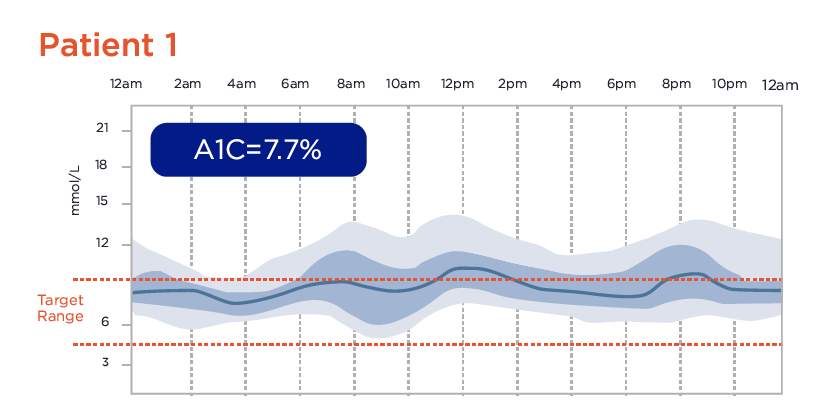 Patient 1
12am 2am 4am 6am 8am 10am 12pm 2pm 4pm 6pm 8pm 10pm 12am
21
A1C=7.7%
18
mmol/L
15
12
Target
Range
6
3